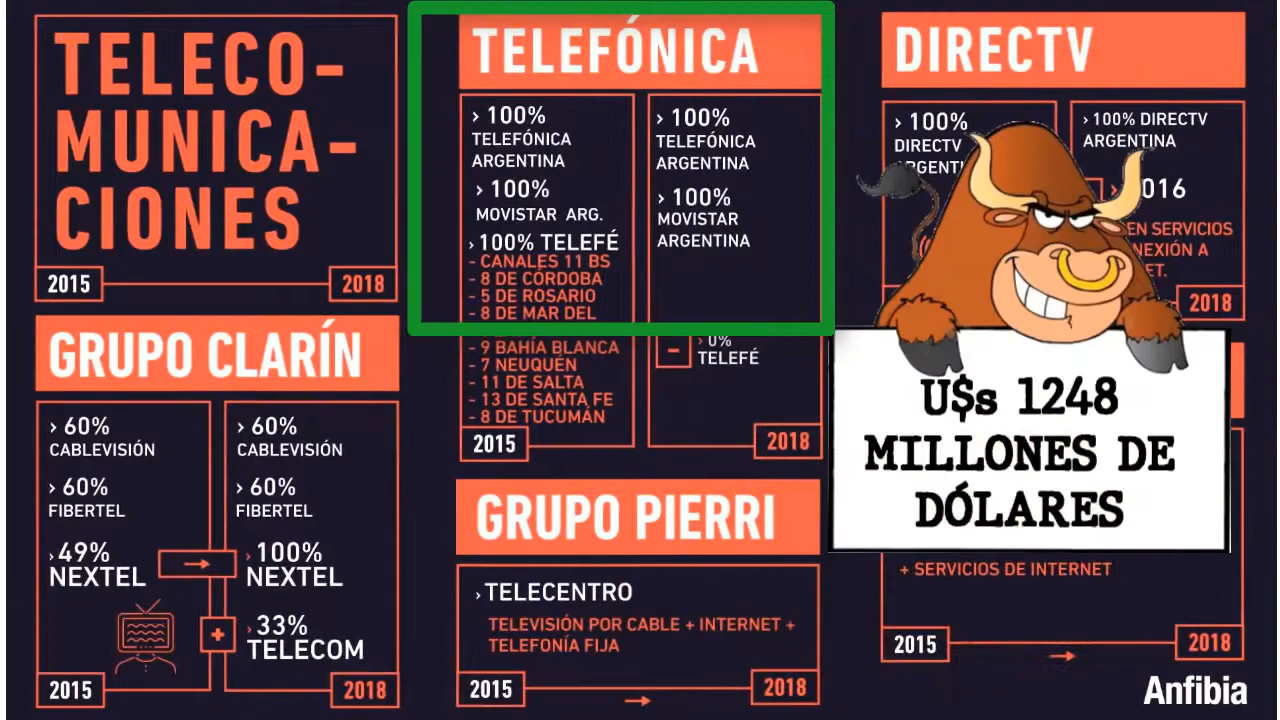 TELECO-
MUNICA-
CIONES
2015
2018
GRUPO CLARÍN
› 60%
CABLEVISIÓN
› 60%
FIBERTEL
› 49%
NEXTEL
2015
› 60%
CABLEVISIÓN
› 60%
FIBERTEL
→
› 100%
NEXTEL
+
› 33%
TELECOM
2018
TELEFÓNICA
› 100%
TELEFÓNICA
ARGENTINA
› 100%
MOVISTAR ARG.
› 100% TELEFÉ
- CANALES 11 BS
- 8 DE CÓRDOBA
- 5 DE ROSARIO
- 8 DE MAR DEL
- 9 BAHÍA BLANCA
- 7 NEUQUÉN
- 11 DE SALTA
- 13 DE SANTA FE
- 8 DE TUCUMÁN
2015
› 100%
TELEFÓNICA
ARGENTINA
› 100%
MOVISTAR
ARGENTINA
-
› 0%
TELEFÉ
2018
GRUPO PIERRI
› TELECENTRO
TELEVISIÓN POR CABLE + INTERNET +
TELEFONÍA FIJA
2015
→
2018
DIRECTV
› 100%
DIRECTV
› 100% DIRECTV
ARGENTINA
EN SERVICIOS
A
2018
U$s 1248
MILLONES DE
DÓLARES
+ SERVICIOS DE INTERNET
2015
→
2018
Anfibia